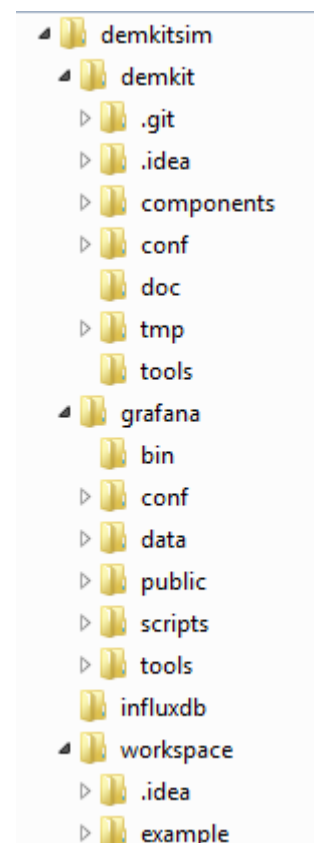 demkitsim
demkit
.git
.idea
components
conf
doc
tmp
tools
grafana
bin
conf
data
public
scripts
tools
influxdb
workspace
.idea
example